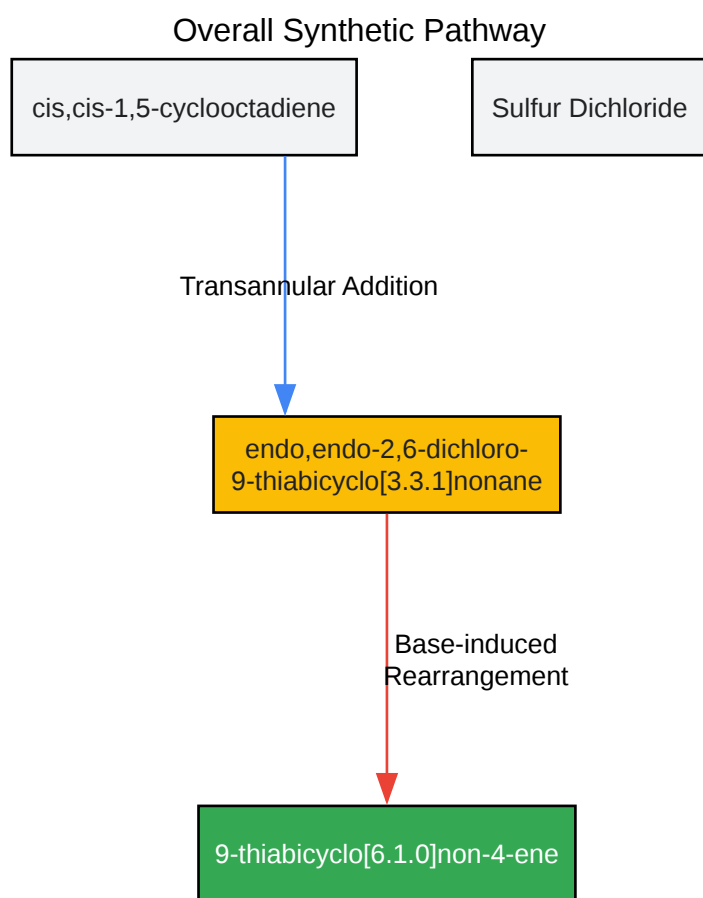 Overall Synthetic Pathway
cis,cis-1,5-cyclooctadiene
Sulfur Dichloride
Transannular Addition
endo,endo-2,6-dichloro-
9-thiabicyclo[3.3.1]nonane
Base-induced
Rearrangement
9-thiabicyclo[6.1.0]non-4-ene